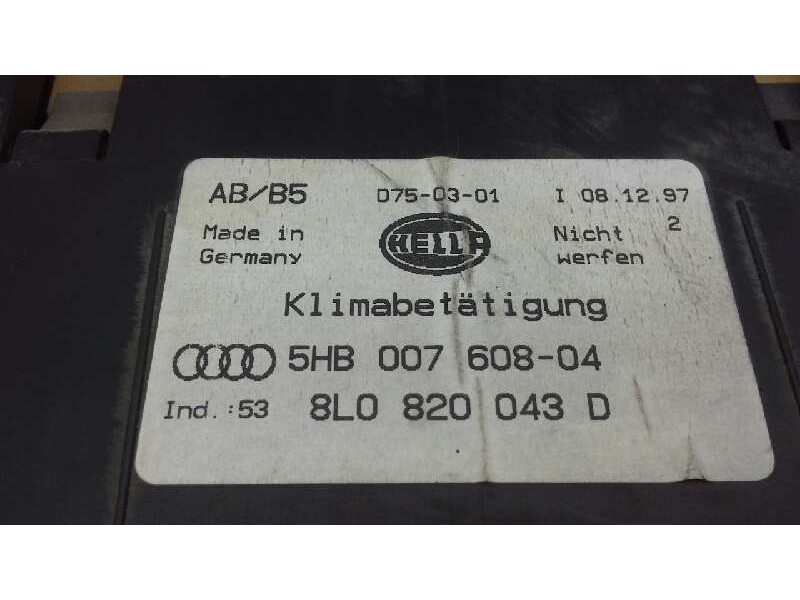 AB/B5 D75-03-01 I 08.12.97
Made in HELLA Nicht 2
Germany werfen
Klimabetätigung
5HB 007 608-04
Ind.:53 8L0 820 043 D